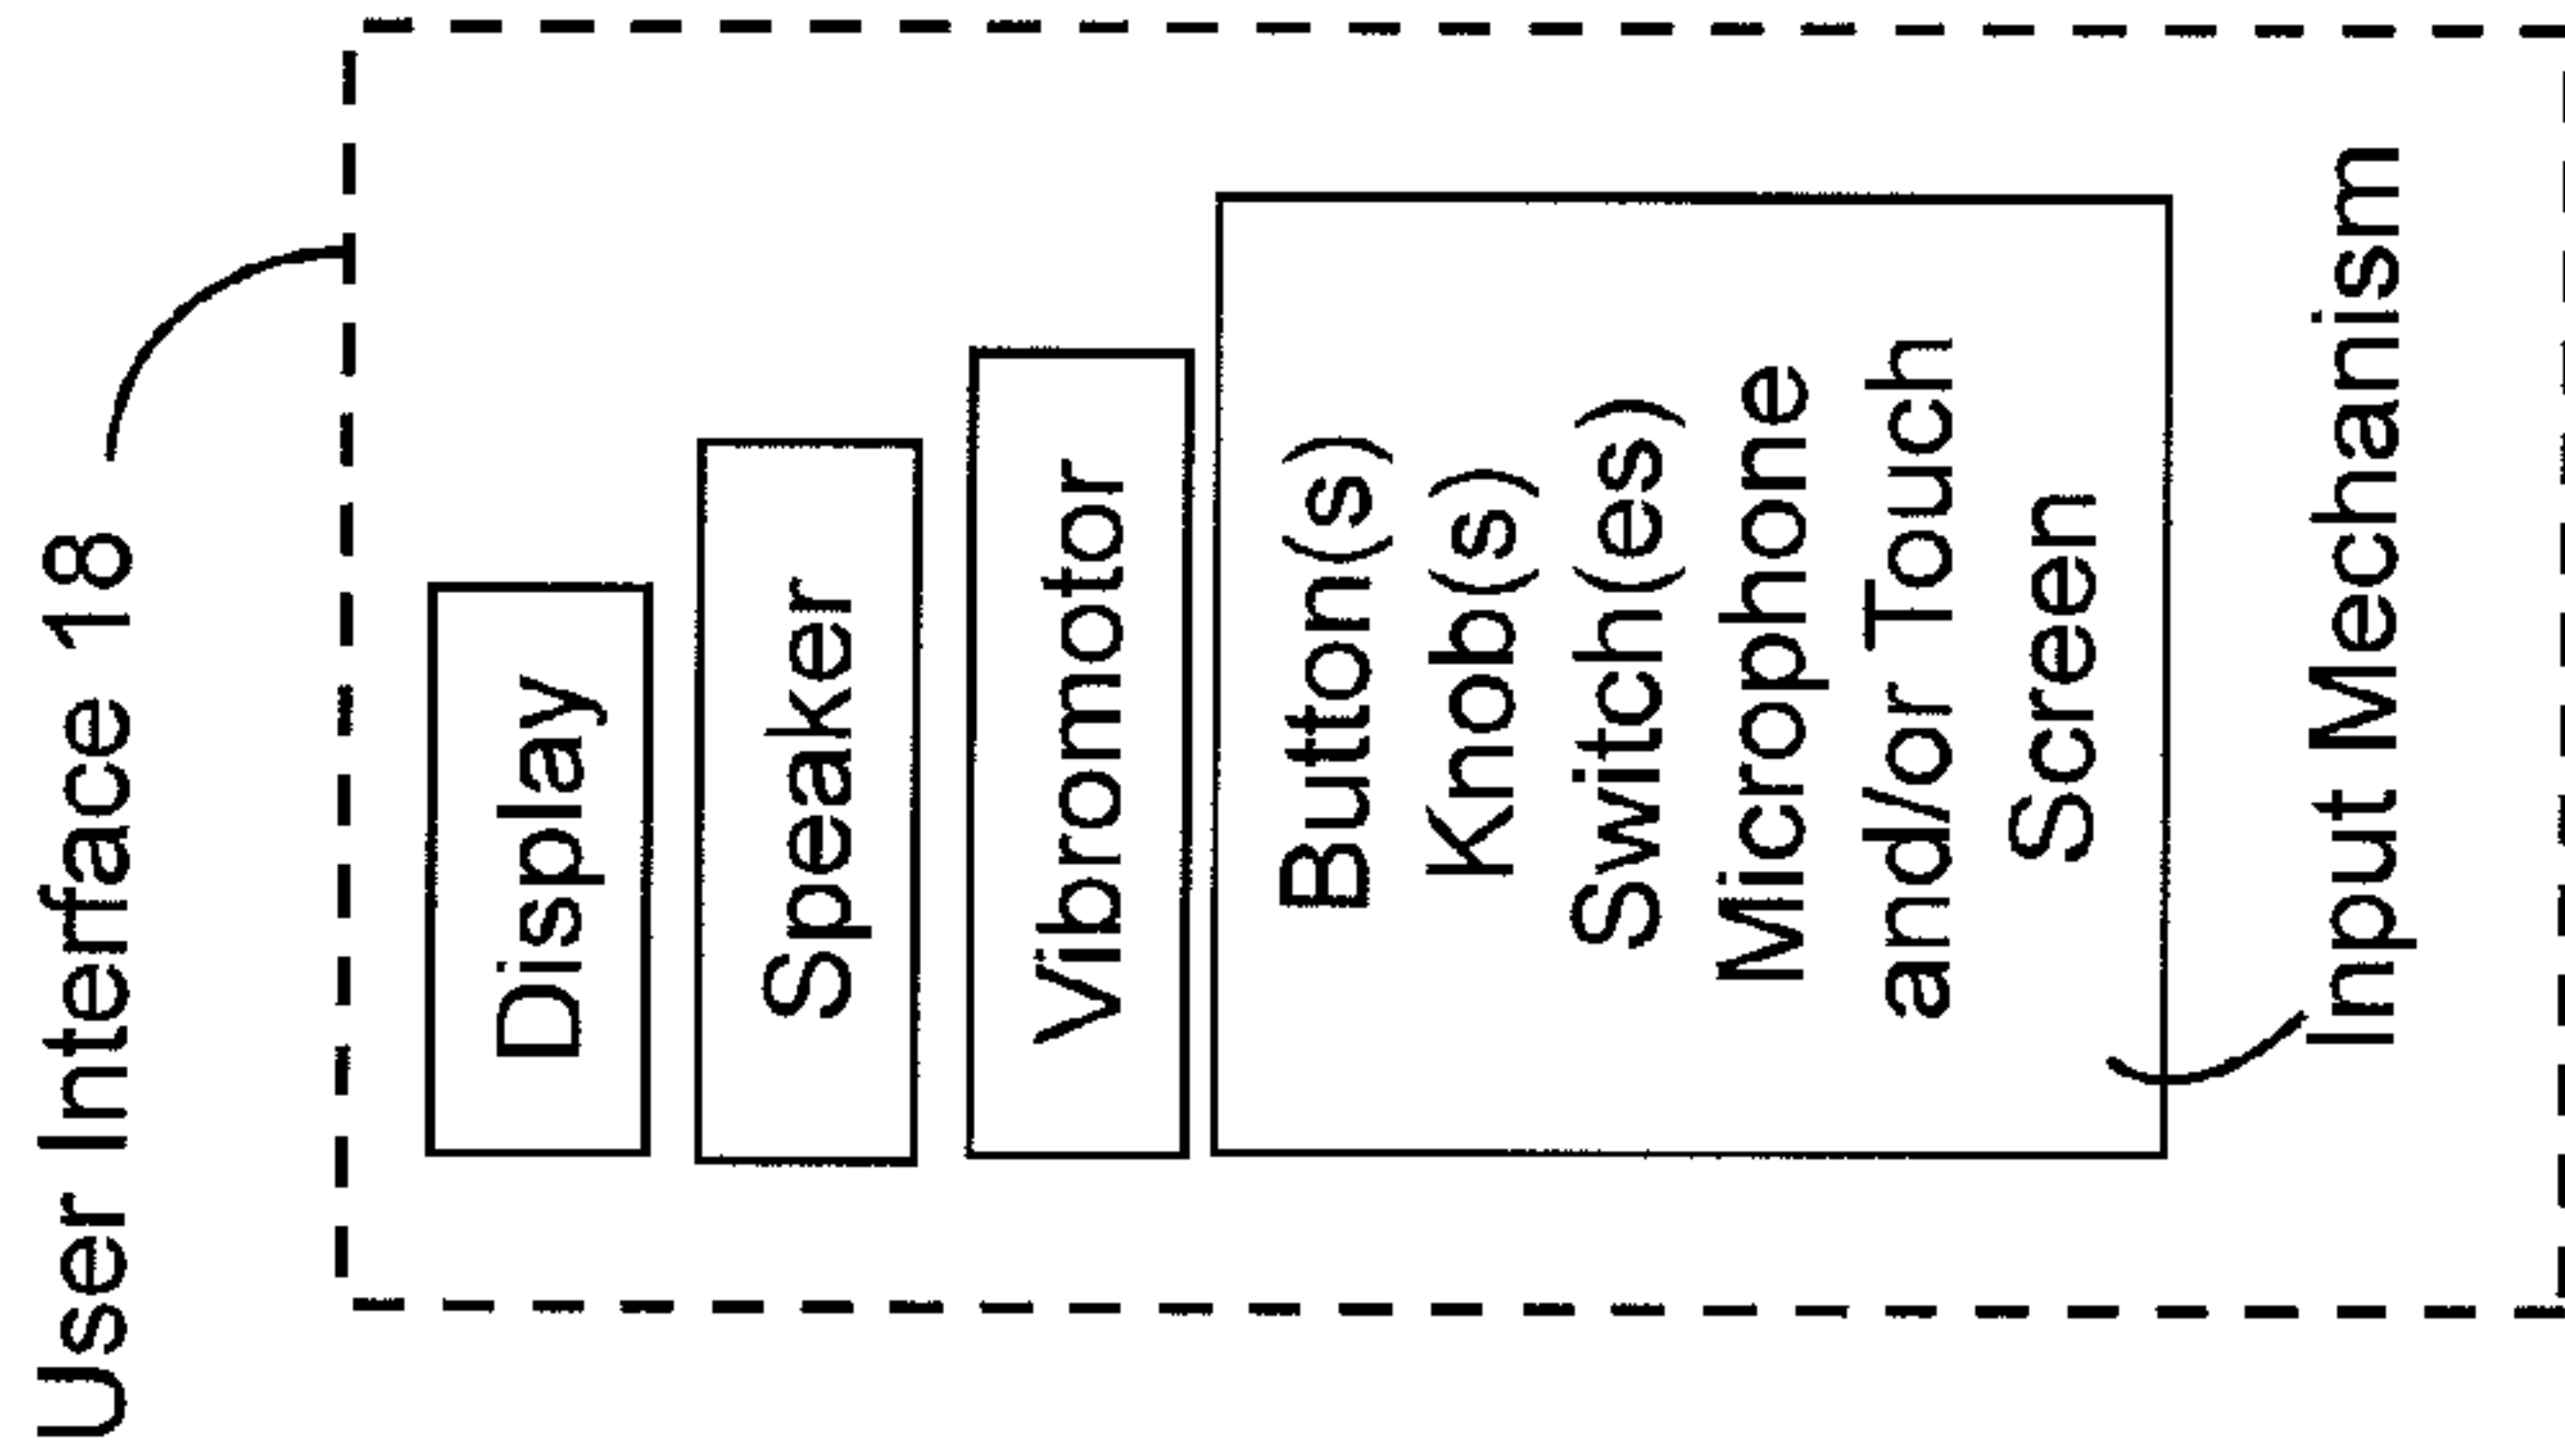 User Interface 18
Display
Speaker
Vibromotor
Button(s)
Knob(s)
Switch(es)
Microphone
and/or Touch
Screen
Input Mechanism